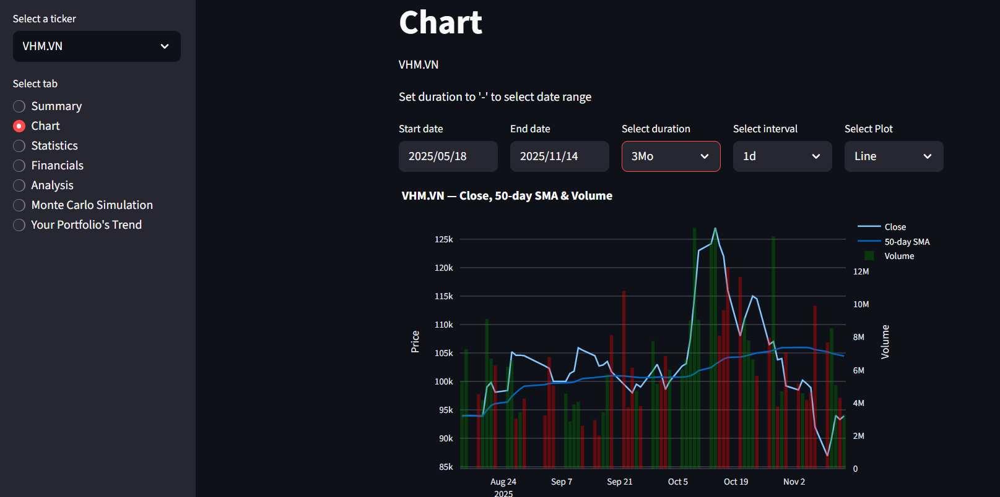 Select a ticker
VHM.VN
Select tab
Summary
Chart
Statistics
Financials
Analysis
Monte Carlo Simulation
Your Portfolio's Trend
Chart
VHM.VN
Set duration to '-' to select date range
Start date
2025/05/18
End date
2025/11/14
Select duration
3Mo
Select interval
1d
Select Plot
Line
VHM.VN — Close, 50-day SMA & Volume
Close
50-day SMA
Volume
Price
125k
120k
115k
110k
105k
100k
95k
90k
85k
12M
10M
8M
6M
4M
2M
0
Volume
Aug 24
2025
Sep 7
Sep 21
Oct 5
Oct 19
Nov 2